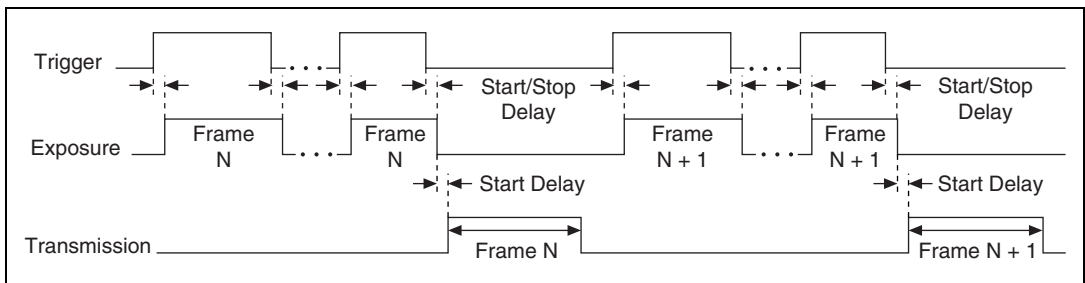 Trigger
Start/Stop
Delay
Start/Stop
Delay
Exposure
Frame
N
Frame
N
Frame
N + 1
Frame
N + 1
Start Delay
Start Delay
Transmission
Frame N
Frame N + 1